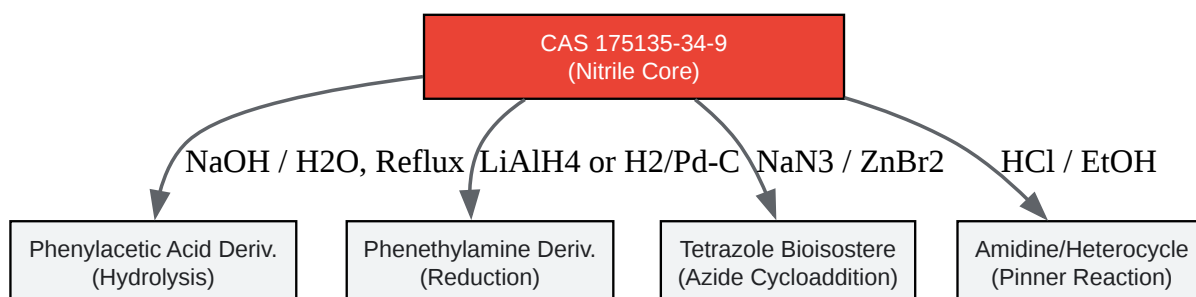 CAS 175135-34-9
(Nitrile Core)
NaOH / H2O, Reflux
LiAlH4 or H2/Pd-C
NaN3 / ZnBr2
HCl / EtOH
Phenylacetic Acid Deriv.
(Hydrolysis)
Phenethylamine Deriv.
(Reduction)
Tetrazole Bioisostere
(Azide Cycloaddition)
Amidine/Heterocycle
(Pinner Reaction)